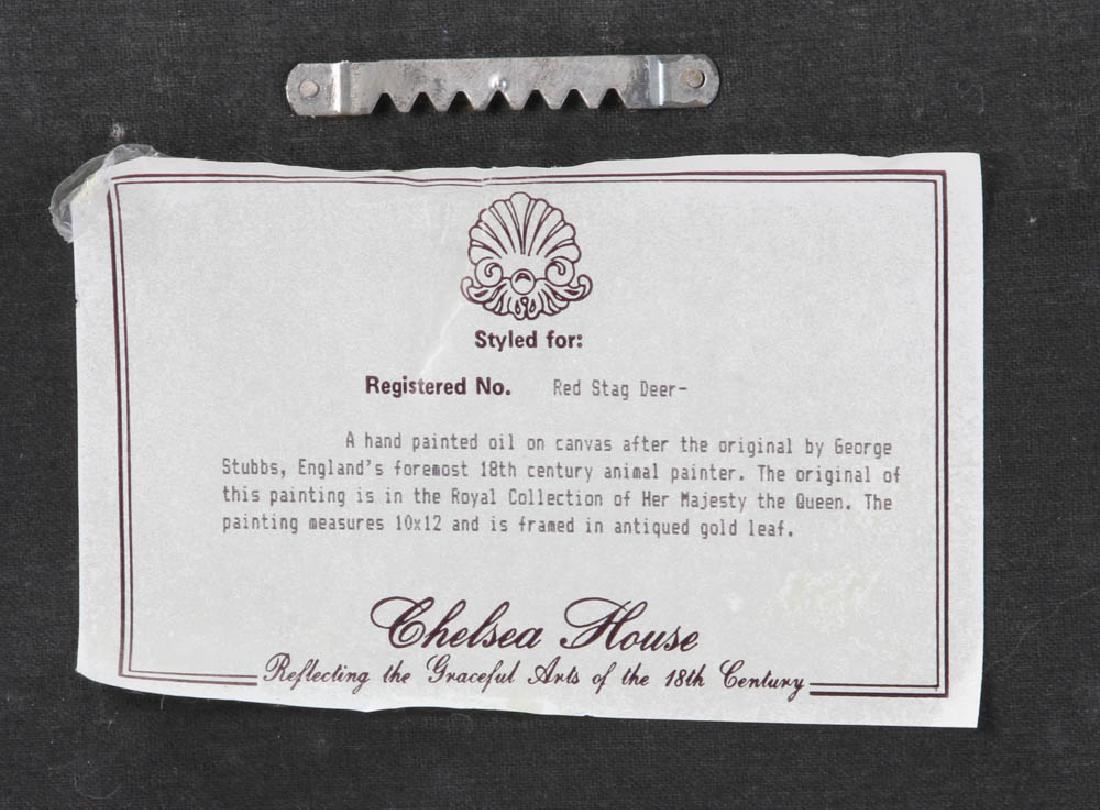 Styled for:
Registered No. Red Stag Deer-
A hand painted oil on canvas after the original by George
Stubbs, England's foremost 18th century animal painter. The original of
this painting is in the Royal Collection of Her Majesty the Queen. The
painting measures 10x12 and is framed in antiqued gold leaf.
Chelsea House
Reflecting the Graceful Arts of the 18th Century